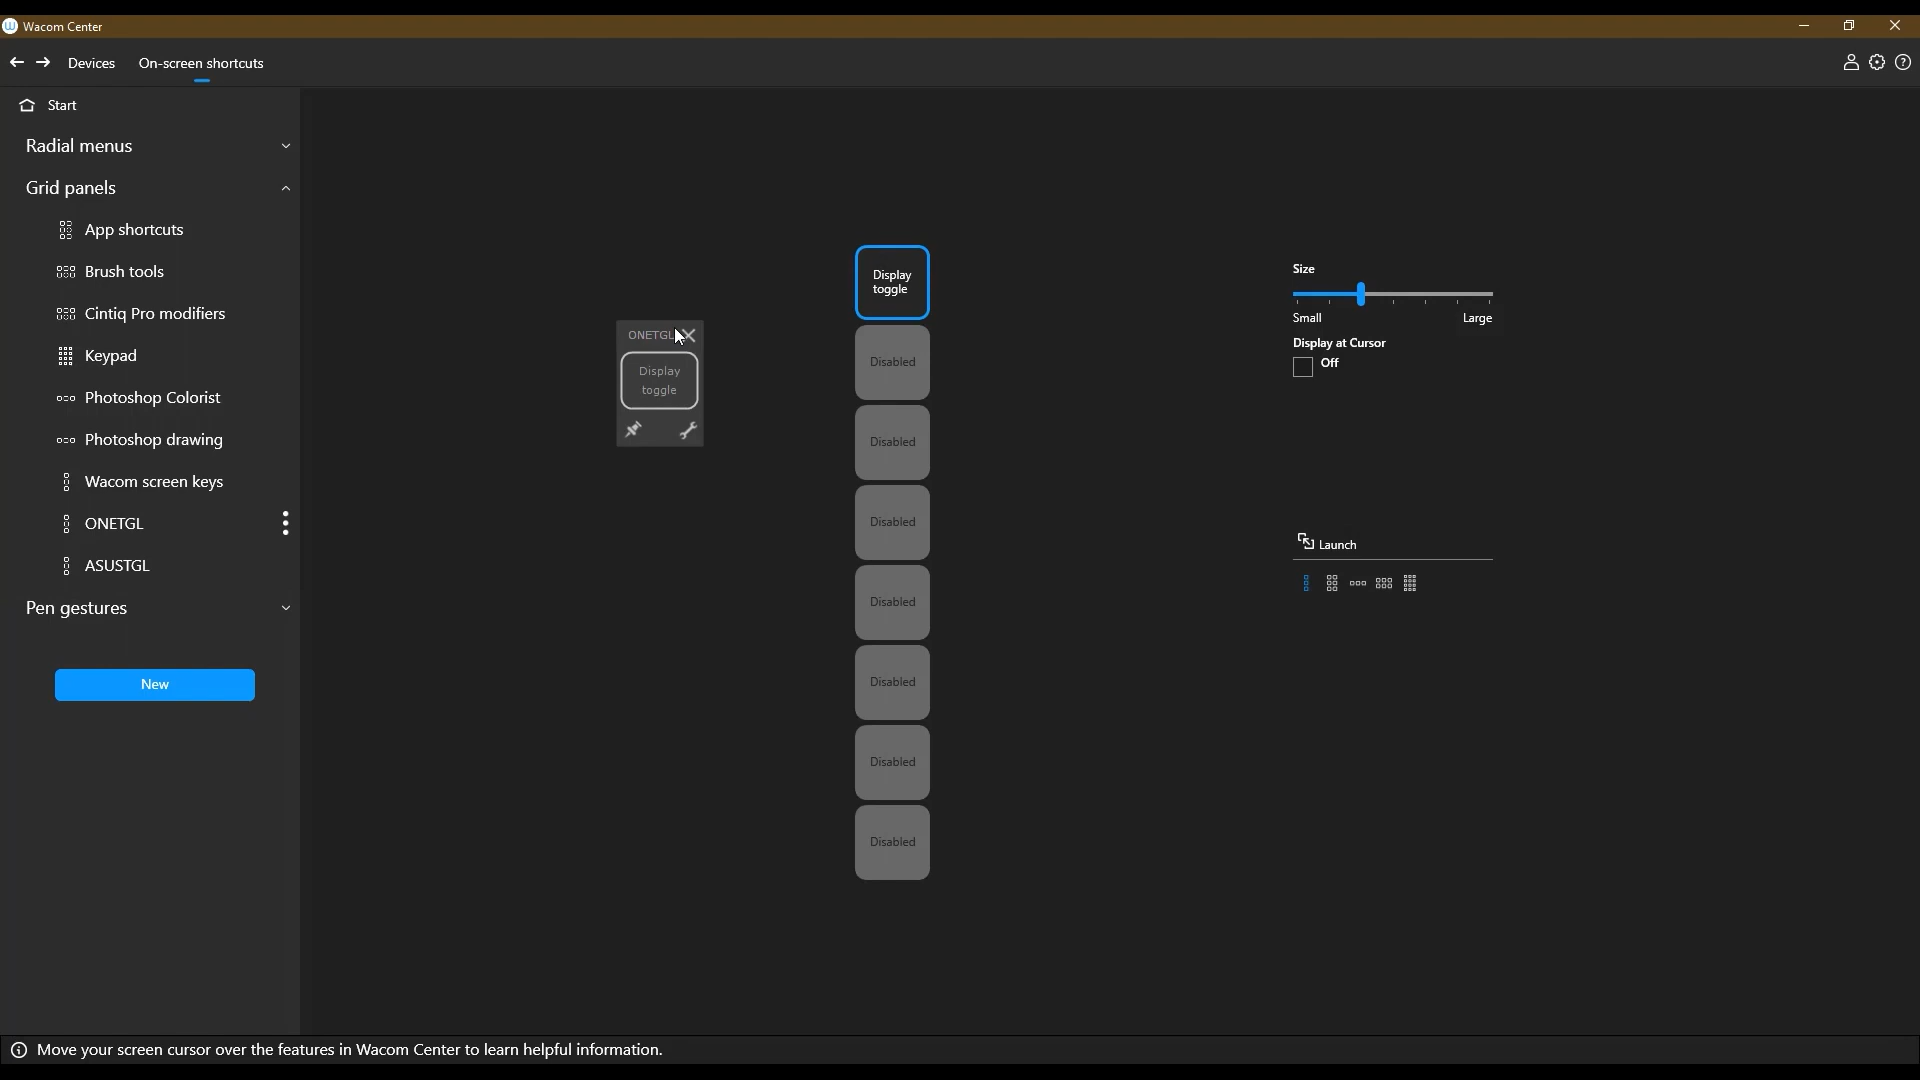 Wacom Center
Devices
On-screen shortcuts
Start
Radial menus
Grid panels
App shortcuts
Brush tools
Cintiq Pro modifiers
Keypad
Photoshop Colorist
Photoshop drawing
Wacom screen keys
ONETGL
ASUSTGL
Pen gestures
New
ONETGL
Display
toggle
Display
toggle
Disabled
Disabled
Disabled
Disabled
Disabled
Disabled
Disabled
Size
Small
Large
Display at Cursor
Off
Launch
Move your screen cursor over the features in Wacom Center to learn helpful information.